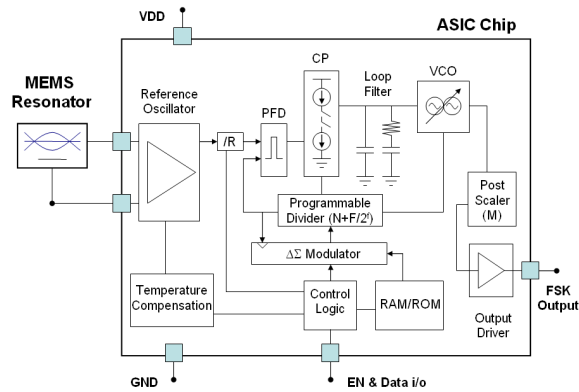 VDD
ASIC Chip
MEMS
Resonator
Reference
Oscillator
/R
PFD
CP
Loop
Filter
VCO
Programmable
Divider (N+F/2^f)
Post
Scaler
(M)
ΔΣ Modulator
Temperature
Compensation
Control
Logic
RAM/ROM
Output
Driver
FSK
Output
GND
EN & Data i/o